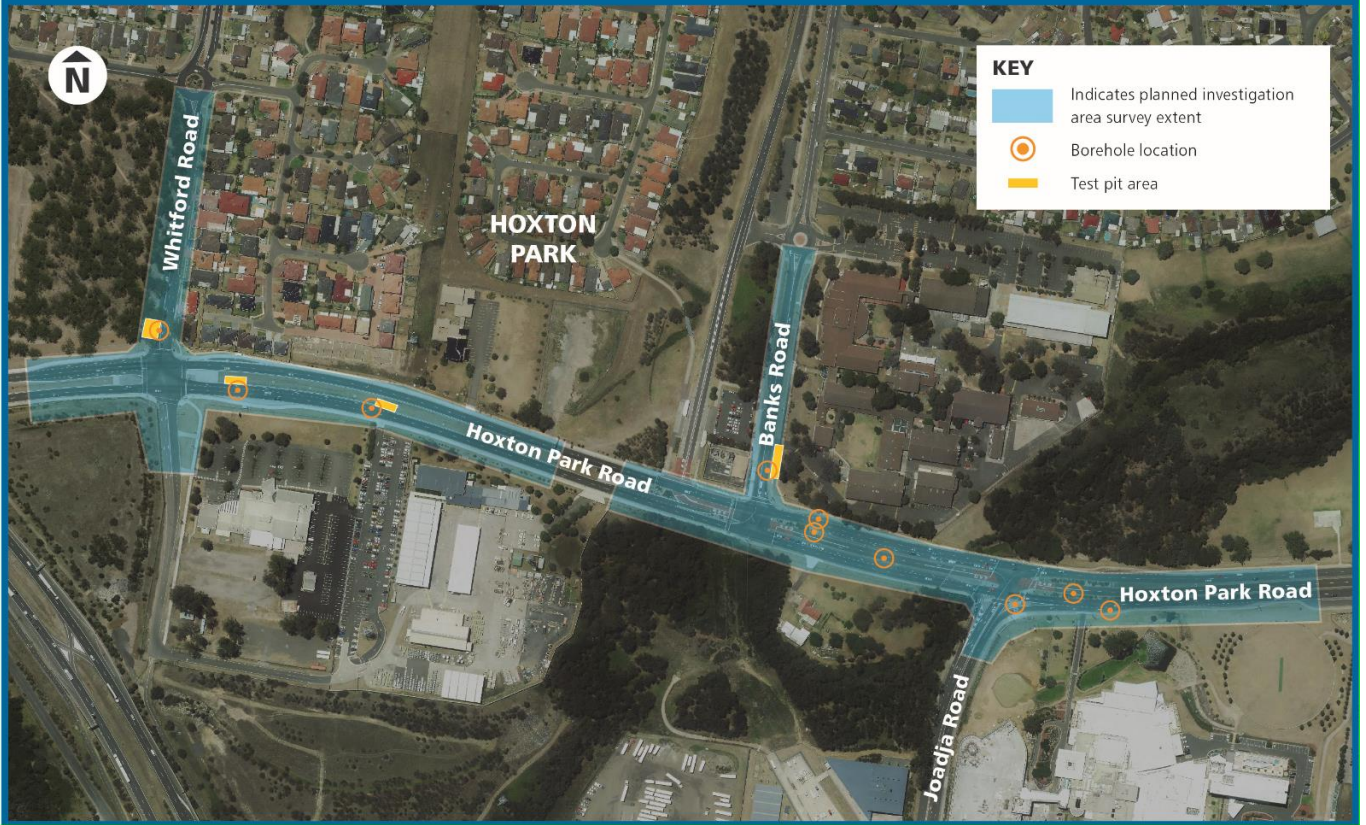 N
KEY
Indicates planned investigation
area survey extent
Borehole location
Test pit area
Whitford Road
HOXTON
PARK
Banks Road
Hoxton Park Road
Hoxton Park Road
Joadja Road